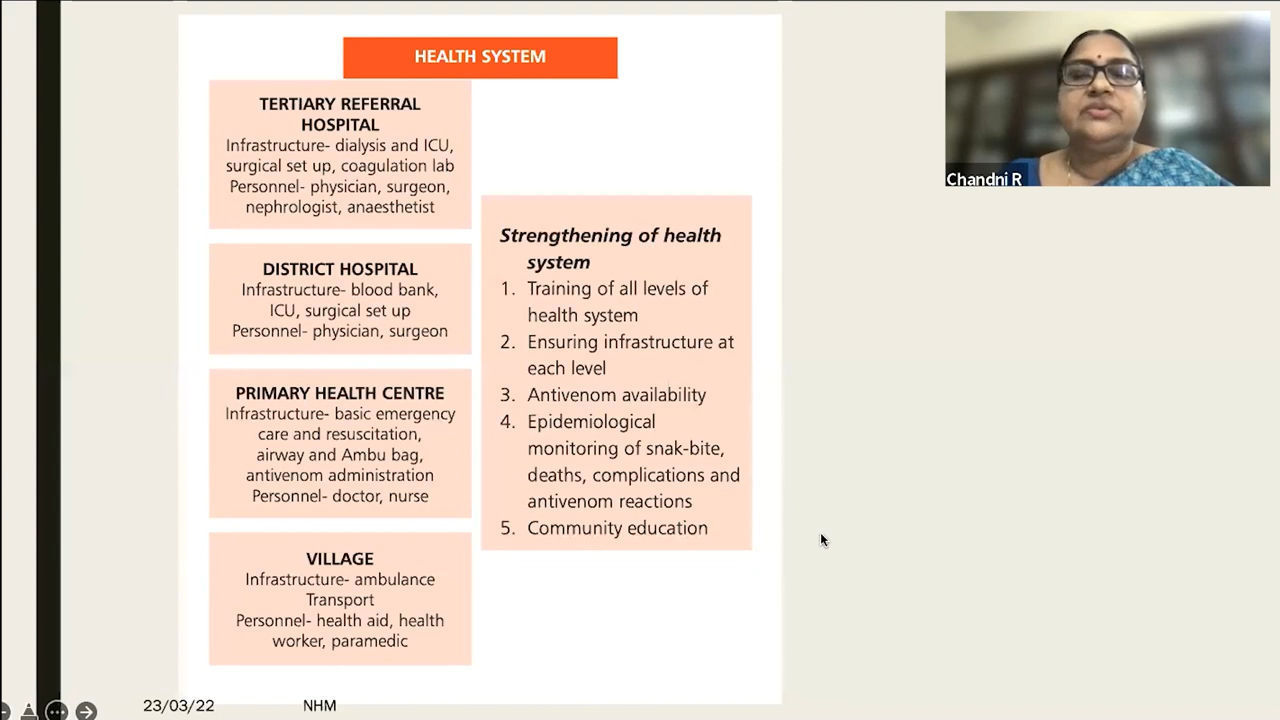 HEALTH SYSTEM
TERTIARY REFERRAL
HOSPITAL
Infrastructure- dialysis and ICU,
surgical set up, coagulation lab
Personnel- physician, surgeon,
nephrologist, anaesthetist
DISTRICT HOSPITAL
Infrastructure- blood bank,
ICU, surgical set up
Personnel- physician, surgeon
PRIMARY HEALTH CENTRE
Infrastructure- basic emergency
care and resuscitation,
airway and Ambu bag,
antivenom administration
Personnel- doctor, nurse
VILLAGE
Infrastructure- ambulance
Transport
Personnel- health aid, health
worker, paramedic
Strengthening of health
system
1. Training of all levels of
health system
2. Ensuring infrastructure at
each level
3. Antivenom availability
4. Epidemiological
monitoring of snak-bite,
deaths, complications and
antivenom reactions
5. Community education
Chandni R
23/03/22
NHM